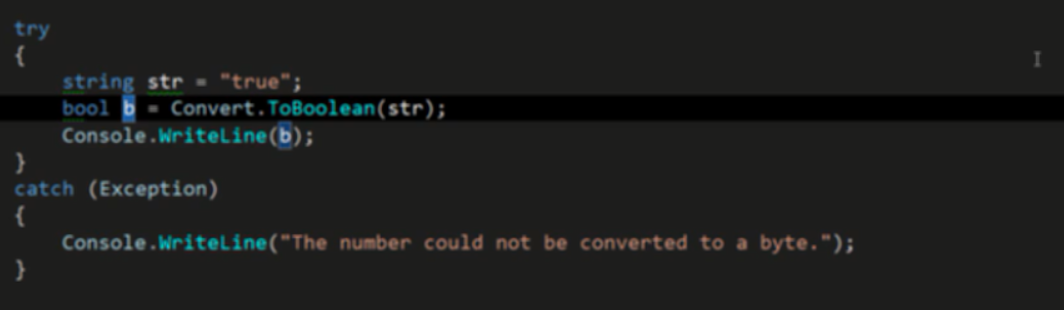 try
{
string str = "true";
bool b = Convert.ToBoolean(str);
Console.WriteLine(b);
}
catch (Exception)
{
Console.WriteLine("The number could not be converted to a byte.");
}